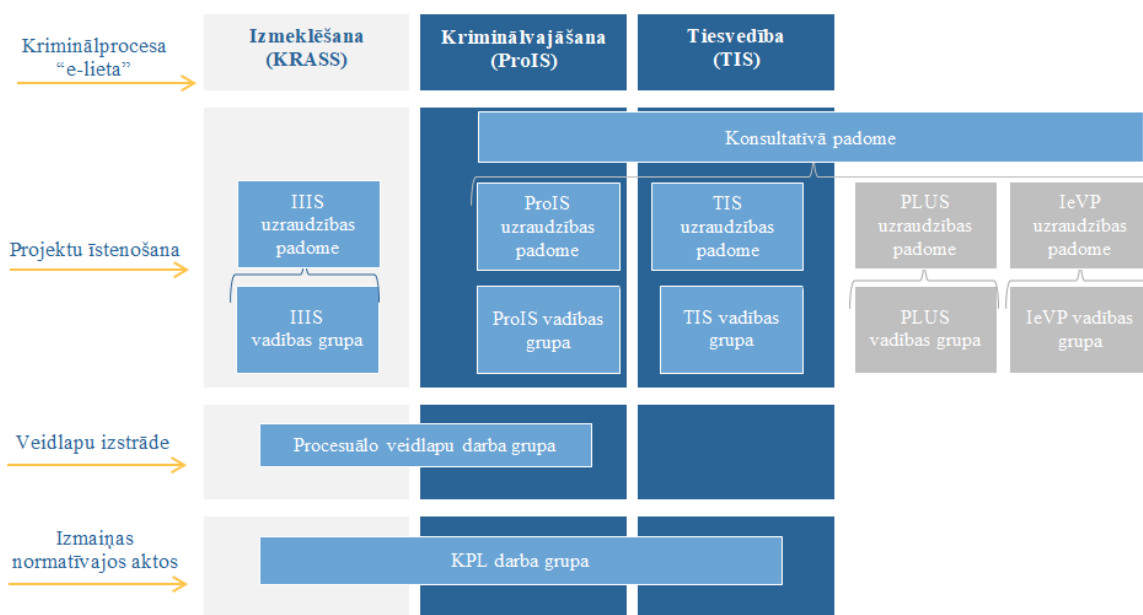 Kriminālprocesa
“e-lieta”
Izmeklēšana
(KRASS)
Kriminālvajāšana
(ProIS)
Tiesvedība
(TIS)
Projektu īstenošana
Konsultatīvā padome
IIIS
uzraudzības
padome
ProIS
uzraudzības
padome
TIS
uzraudzības
padome
PLUS
uzraudzības
padome
IeVP
uzraudzības
padome
IIIS
vadības grupa
ProIS vadības
grupa
TIS vadības
grupa
PLUS
vadības grupa
IeVP vadības
grupa
Veidlapu izstrāde
Procesuālo veidlapu darba grupa
Izmaiņas
normatīvajos aktos
KPL darba grupa